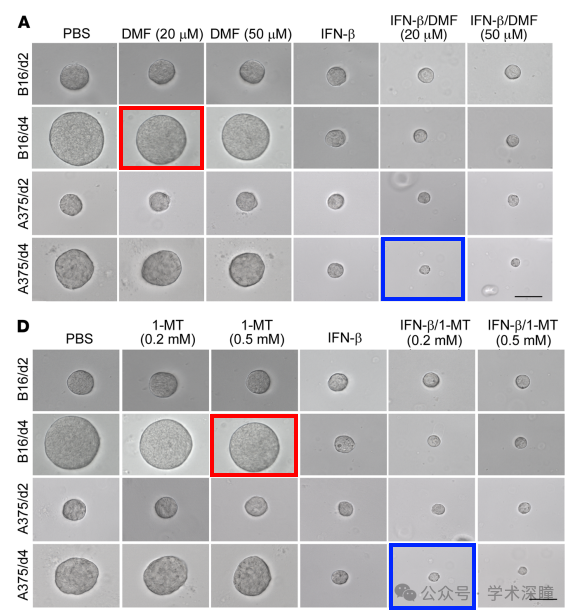 A
PBS DMF (20 μM) DMF (50 μM) IFN-β IFN-β/DMF (20 μM) IFN-β/DMF (50 μM)
B16/d2
B16/d4
A375/d2
A375/d4
D
PBS 1-MT (0.2 mM) 1-MT (0.5 mM) IFN-β IFN-β/1-MT (0.2 mM) IFN-β/1-MT (0.5 mM)
B16/d2
B16/d4
A375/d2
A375/d4
公众号 · 学术深瞳